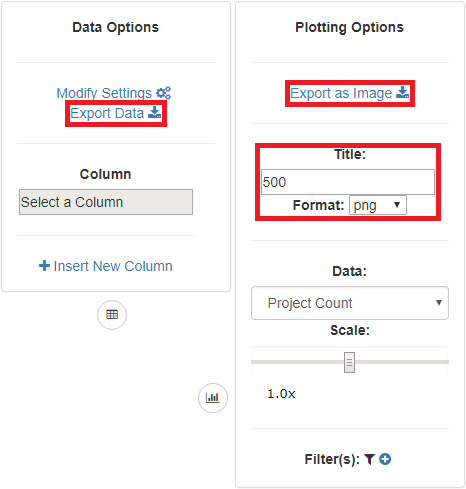 Data Options
Modify Settings
Export Data
Column
Select a Column
Insert New Column
Plotting Options
Export as Image
Title:
500
Format: png
Data:
Project Count
Scale:
1.0x
Filter(s):